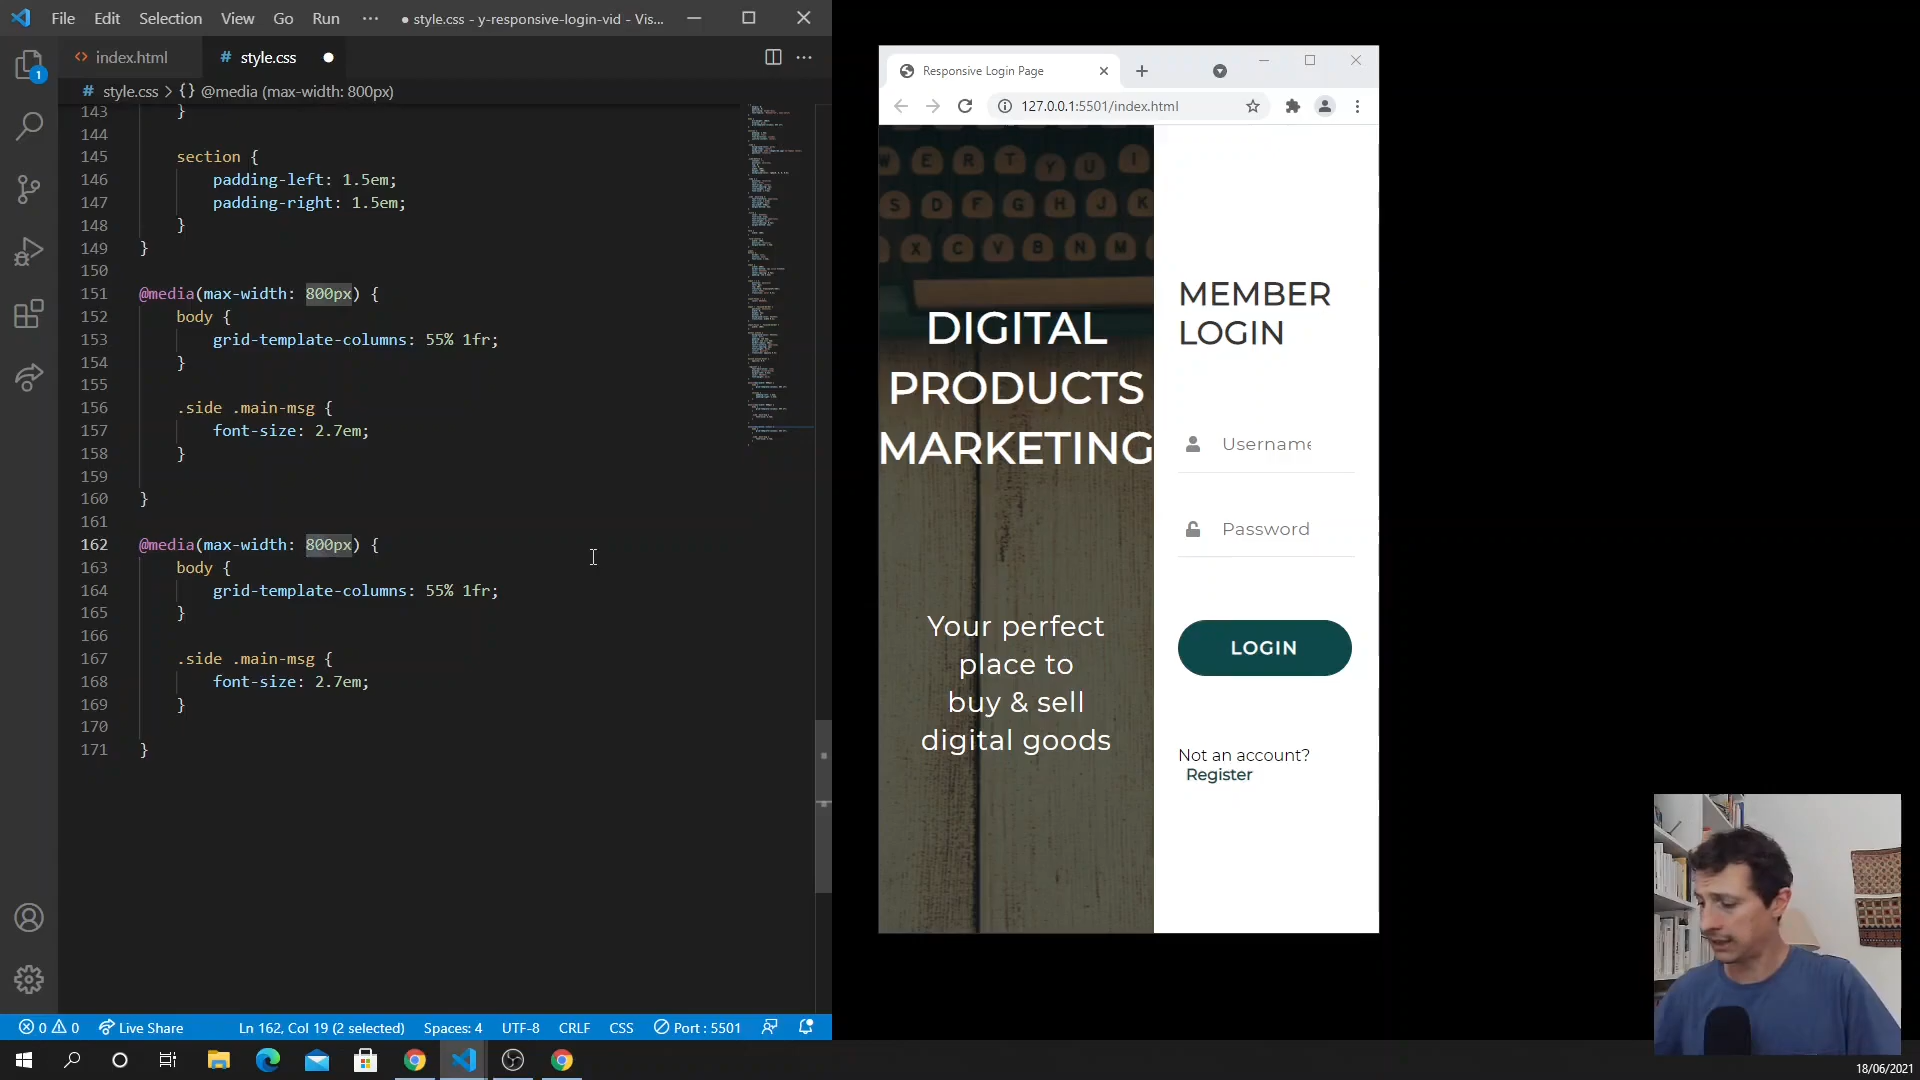 File Edit Selection View Go Run ··· ● style.css - y-responsive-login-vid - Vis...
index.html
# style.css ●
1
# style.css > {} @media (max-width: 800px)
143 }
144
145 section {
146 padding-left: 1.5em;
147 padding-right: 1.5em;
148 }
149 }
150
151 @media(max-width: 800px) {
152 body {
153 grid-template-columns: 55% 1fr;
154 }
155
156 .side .main-msg {
157 font-size: 2.7em;
158 }
159
160 }
161
162 @media(max-width: 800px) {
163 body {
164 grid-template-columns: 55% 1fr;
165 }
166
167 .side .main-msg {
168 font-size: 2.7em;
169 }
170
171 }
0 0 Live Share Ln 162, Col 19 (2 selected) Spaces: 4 UTF-8 CRLF CSS Port : 5501
Responsive Login Page
127.0.0.1:5501/index.html
W E R T Y U I
S D F G H J K
X C V B N M
DIGITAL
PRODUCTS
MARKETING
Your perfect
place to
buy & sell
digital goods
MEMBER
LOGIN
Username
Password
LOGIN
Not an account?
Register
18/06/2021